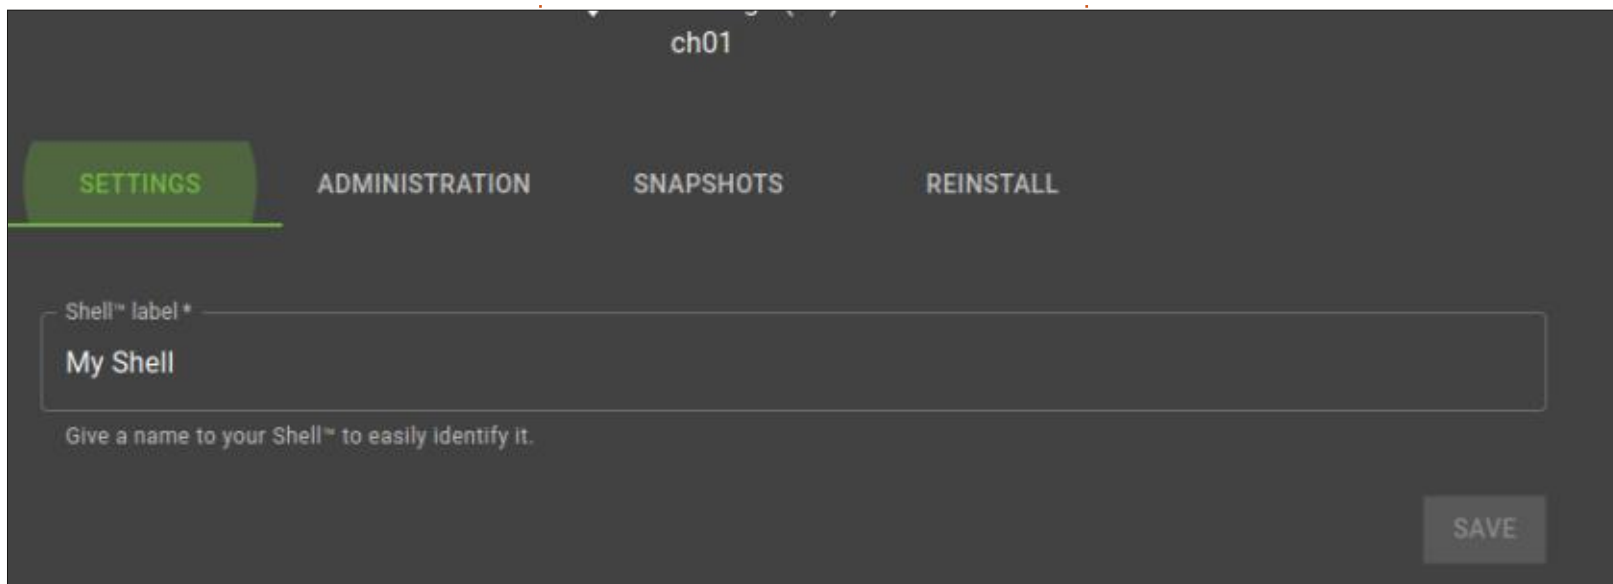 ch01
SETTINGS ADMINISTRATION SNAPSHOTS REINSTALL
Shell™ label *
My Shell
Give a name to your Shell™ to easily identify it.
SAVE